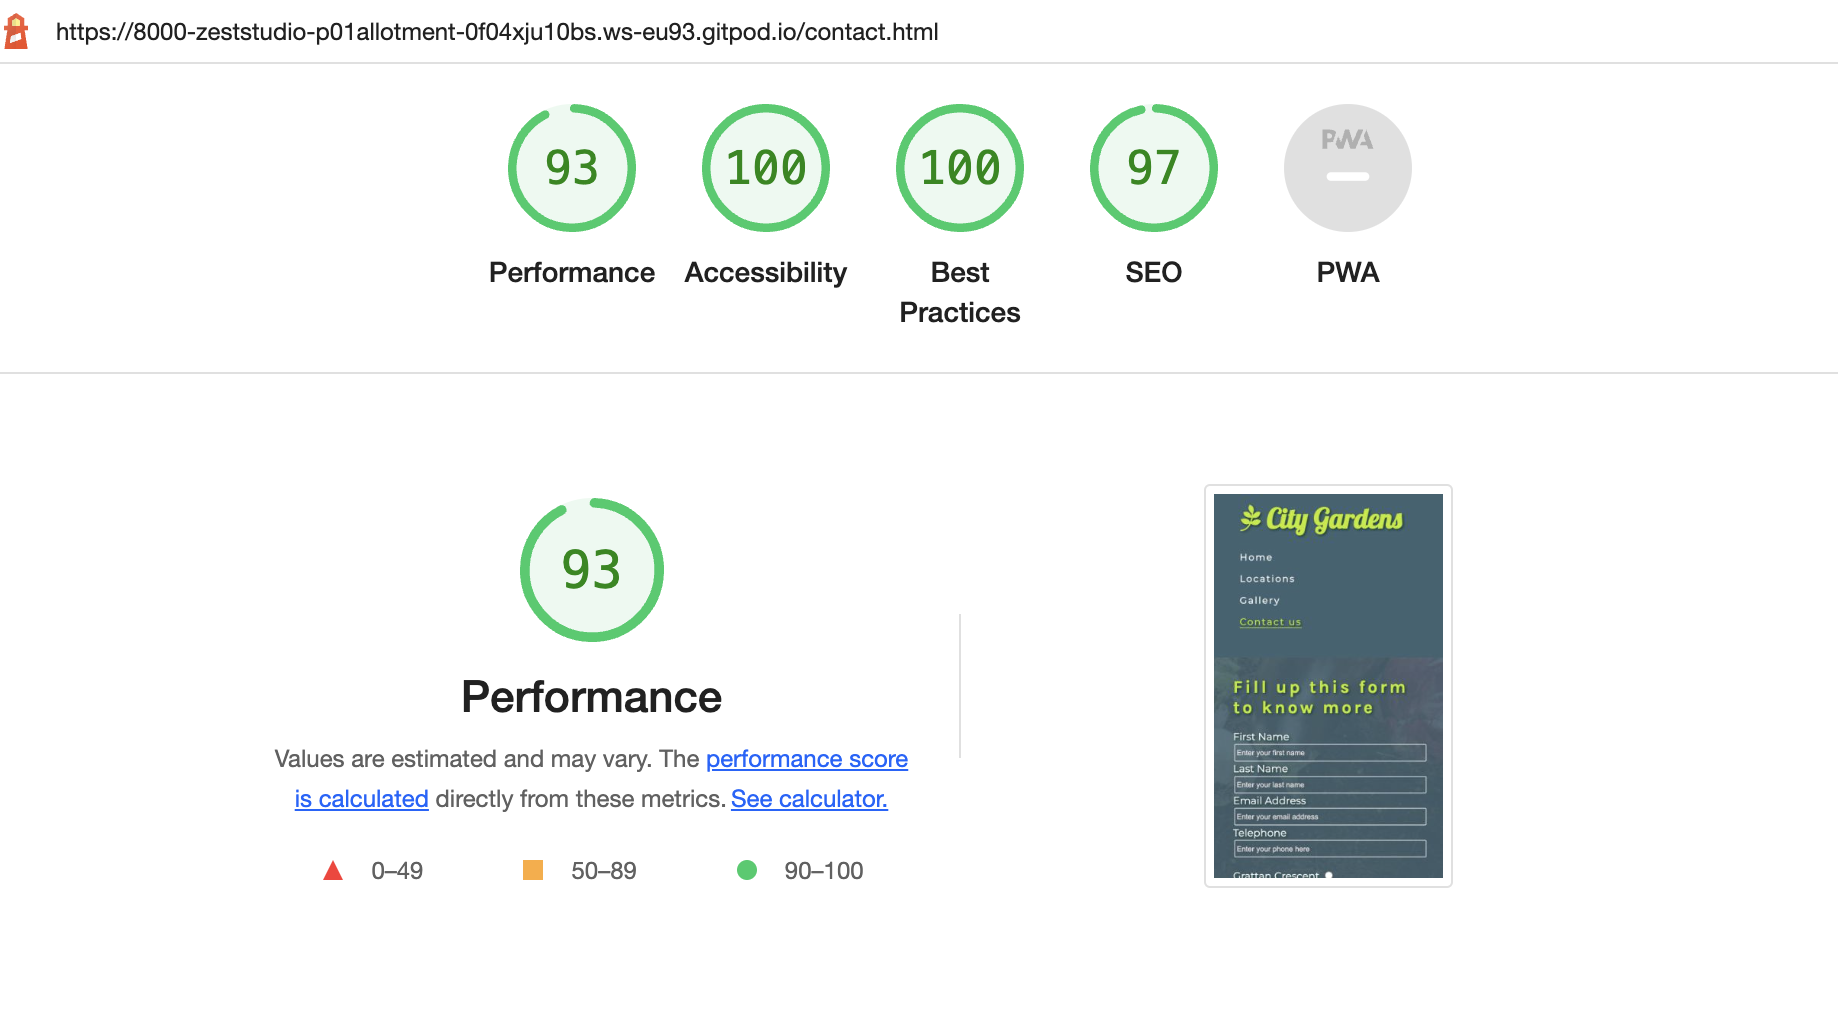 https://8000-zeststudio-p01allotment-0f04xju10bs.ws-eu93.gitpod.io/contact.html
93
100
100
97
PWA
Performance
Accessibility
Best
Practices
SEO
PWA
93
Performance
Values are estimated and may vary. The performance score
is calculated directly from these metrics. See calculator.
0–49
50–89
90–100
City Gardens
Home
Locations
Gallery
Contact us
Fill up this form
to know more
First Name
Enter your first name
Last Name
Enter your last name
Email Address
Enter your email address
Telephone
Enter your phone here
Grattan Crescent